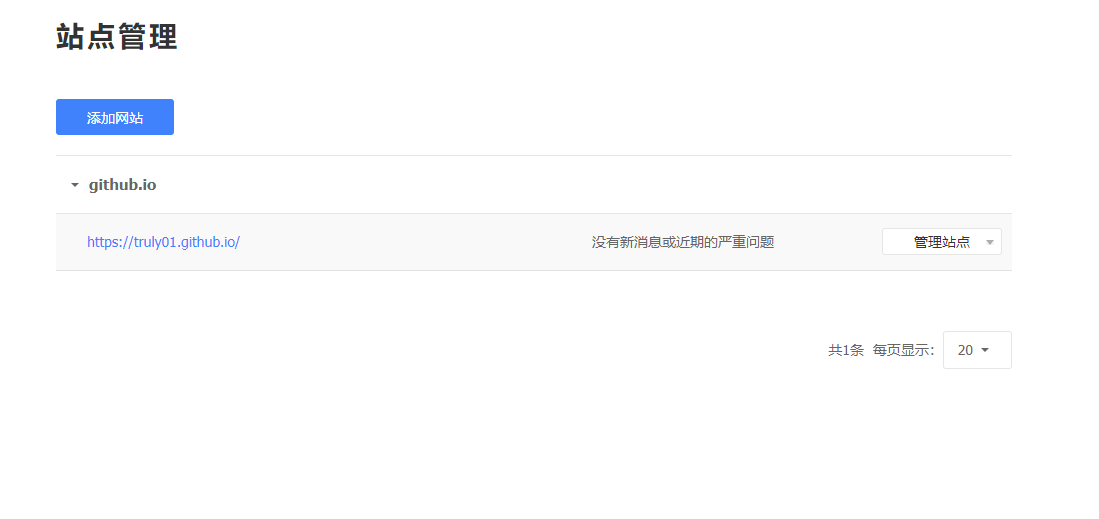 站点管理
添加网站
github.io
https://truly01.github.io/ 没有新消息或近期的严重问题 管理站点
共1条 每页显示: 20